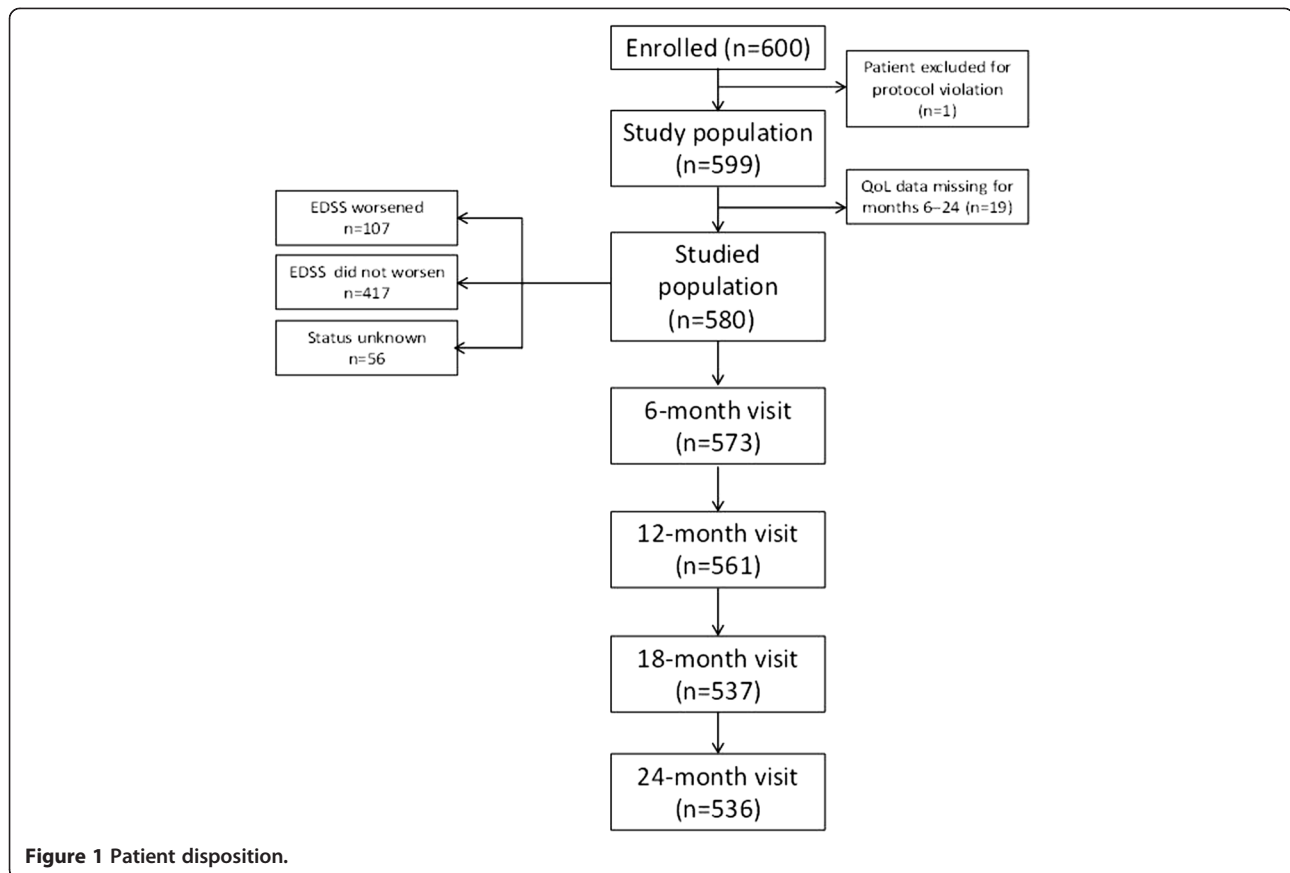 Enrolled (n=600)
Patient excluded for
protocol violation
(n=1)
Study population
(n=599)
QoL data missing for
months 6–24 (n=19)
EDSS worsened
n=107
EDSS did not worsen
n=417
Status unknown
n=56
Studied
population
(n=580)
6-month visit
(n=573)
12-month visit
(n=561)
18-month visit
(n=537)
24-month visit
(n=536)
Figure 1 Patient disposition.